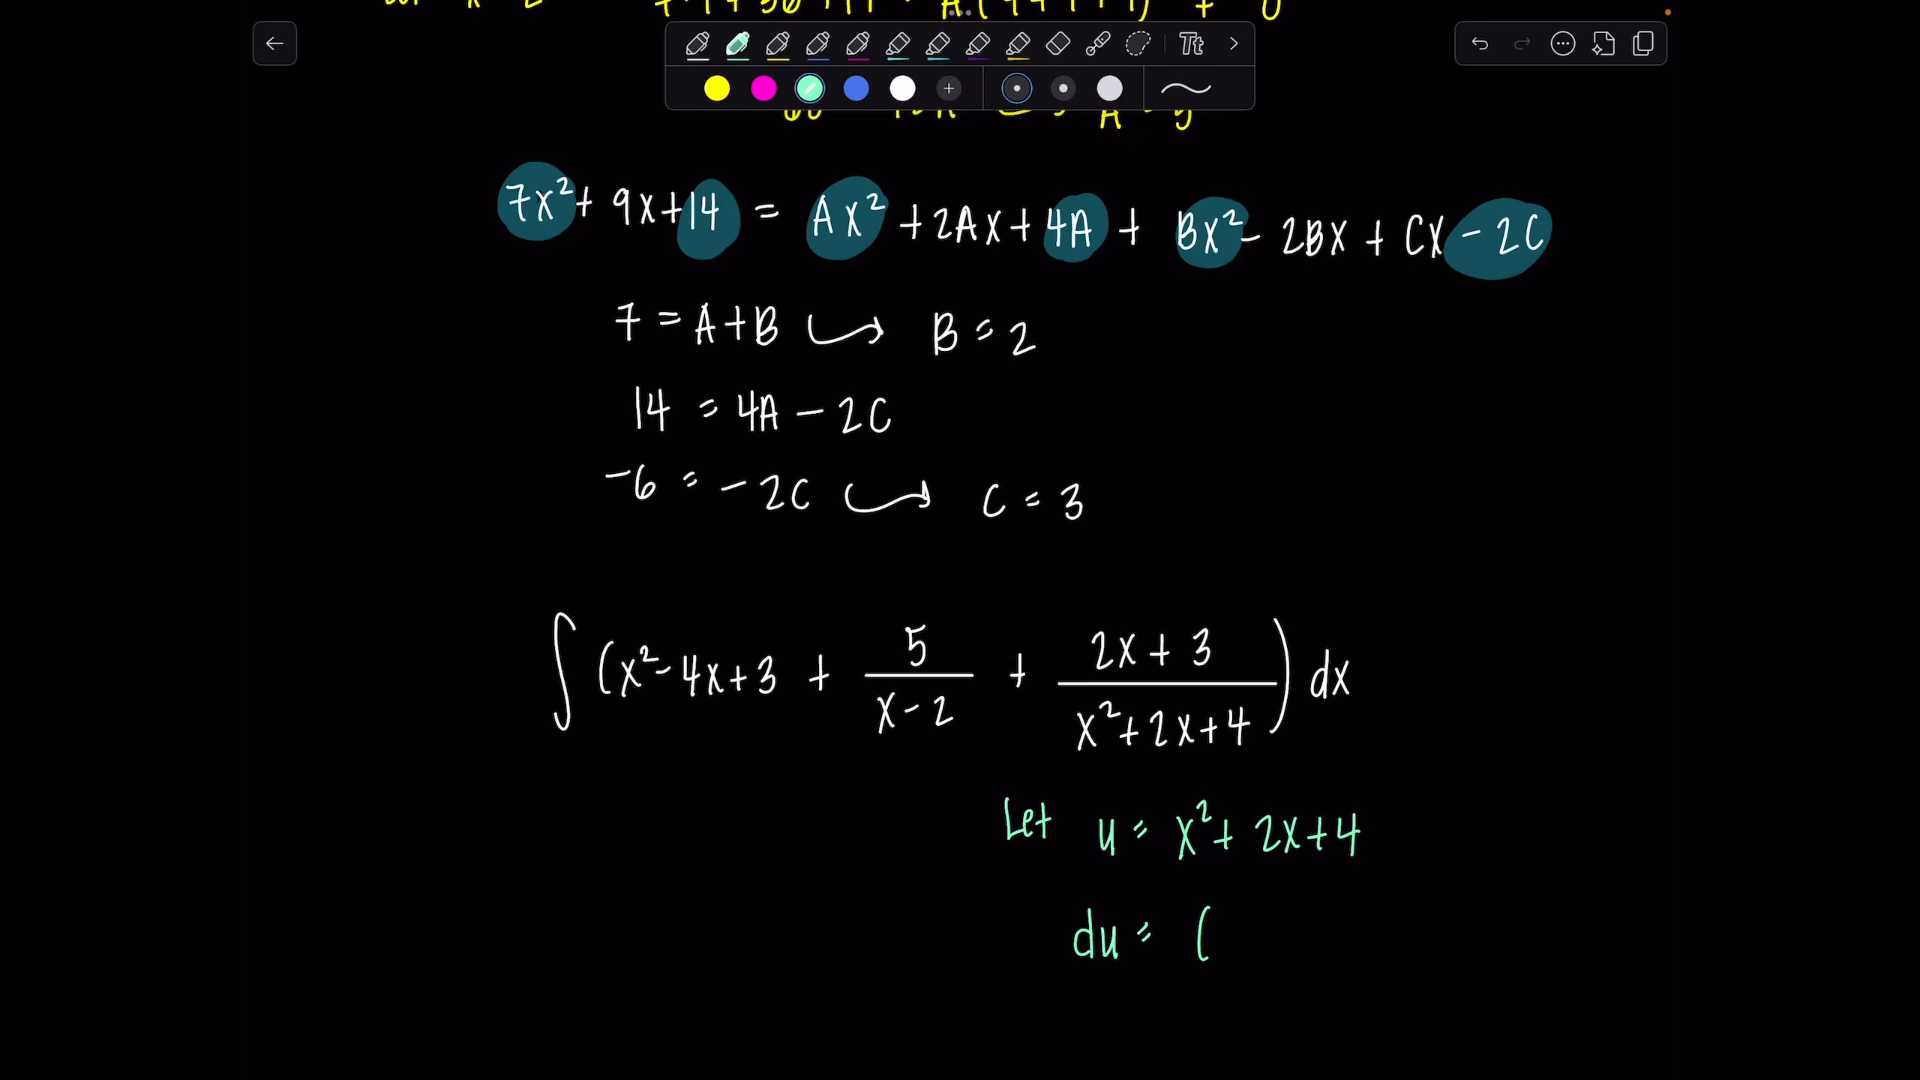 Tt
7x² + 9x + 14 = Ax² + 2Ax + 4A + Bx² - 2Bx + Cx - 2C
7 = A + B → B = 2
14 = 4A - 2C
-6 = -2C → C = 3
∫ (x² - 4x + 3 + 5/(x - 2) + (2x + 3)/(x² + 2x + 4)) dx
Let u = x² + 2x + 4
du = (